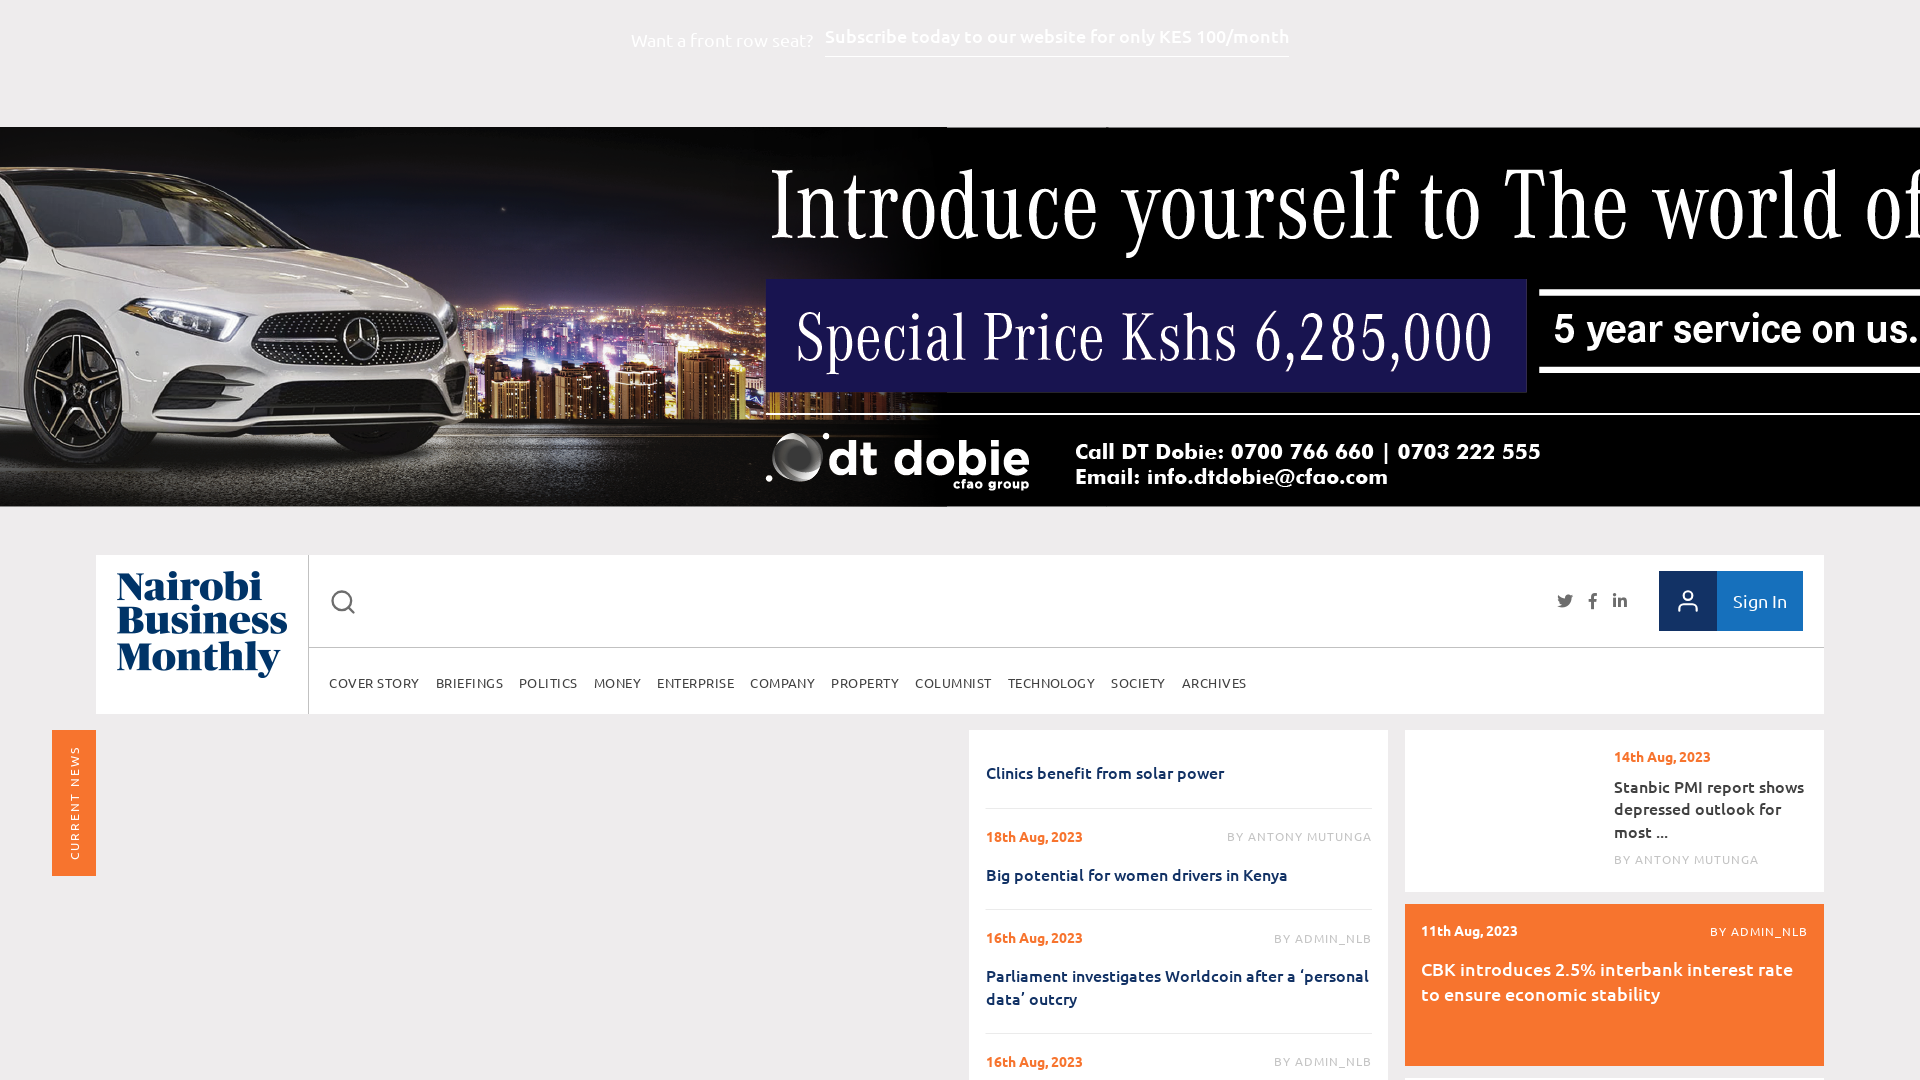 Want a front row seat? Subscribe today to our website for only KES 100/month
Introduce yourself to The world of
Special Price Kshs 6,285,000
5 year service on us.
dt dobie
cfao group
Call DT Dobie: 0700 766 660 | 0703 222 555
Email: info.dtdobie@cfao.com
Nairobi
Business
Monthly
Sign In
COVER STORY BRIEFINGS POLITICS MONEY ENTERPRISE COMPANY PROPERTY COLUMNIST TECHNOLOGY SOCIETY ARCHIVES
CURRENT NEWS
Clinics benefit from solar power
18th Aug, 2023 BY ANTONY MUTUNGA
Big potential for women drivers in Kenya
16th Aug, 2023 BY ADMIN_NLB
Parliament investigates Worldcoin after a ‘personal
data’ outcry
16th Aug, 2023 BY ADMIN_NLB
14th Aug, 2023
Stanbic PMI report shows
depressed outlook for
most ...
BY ANTONY MUTUNGA
11th Aug, 2023 BY ADMIN_NLB
CBK introduces 2.5% interbank interest rate
to ensure economic stability